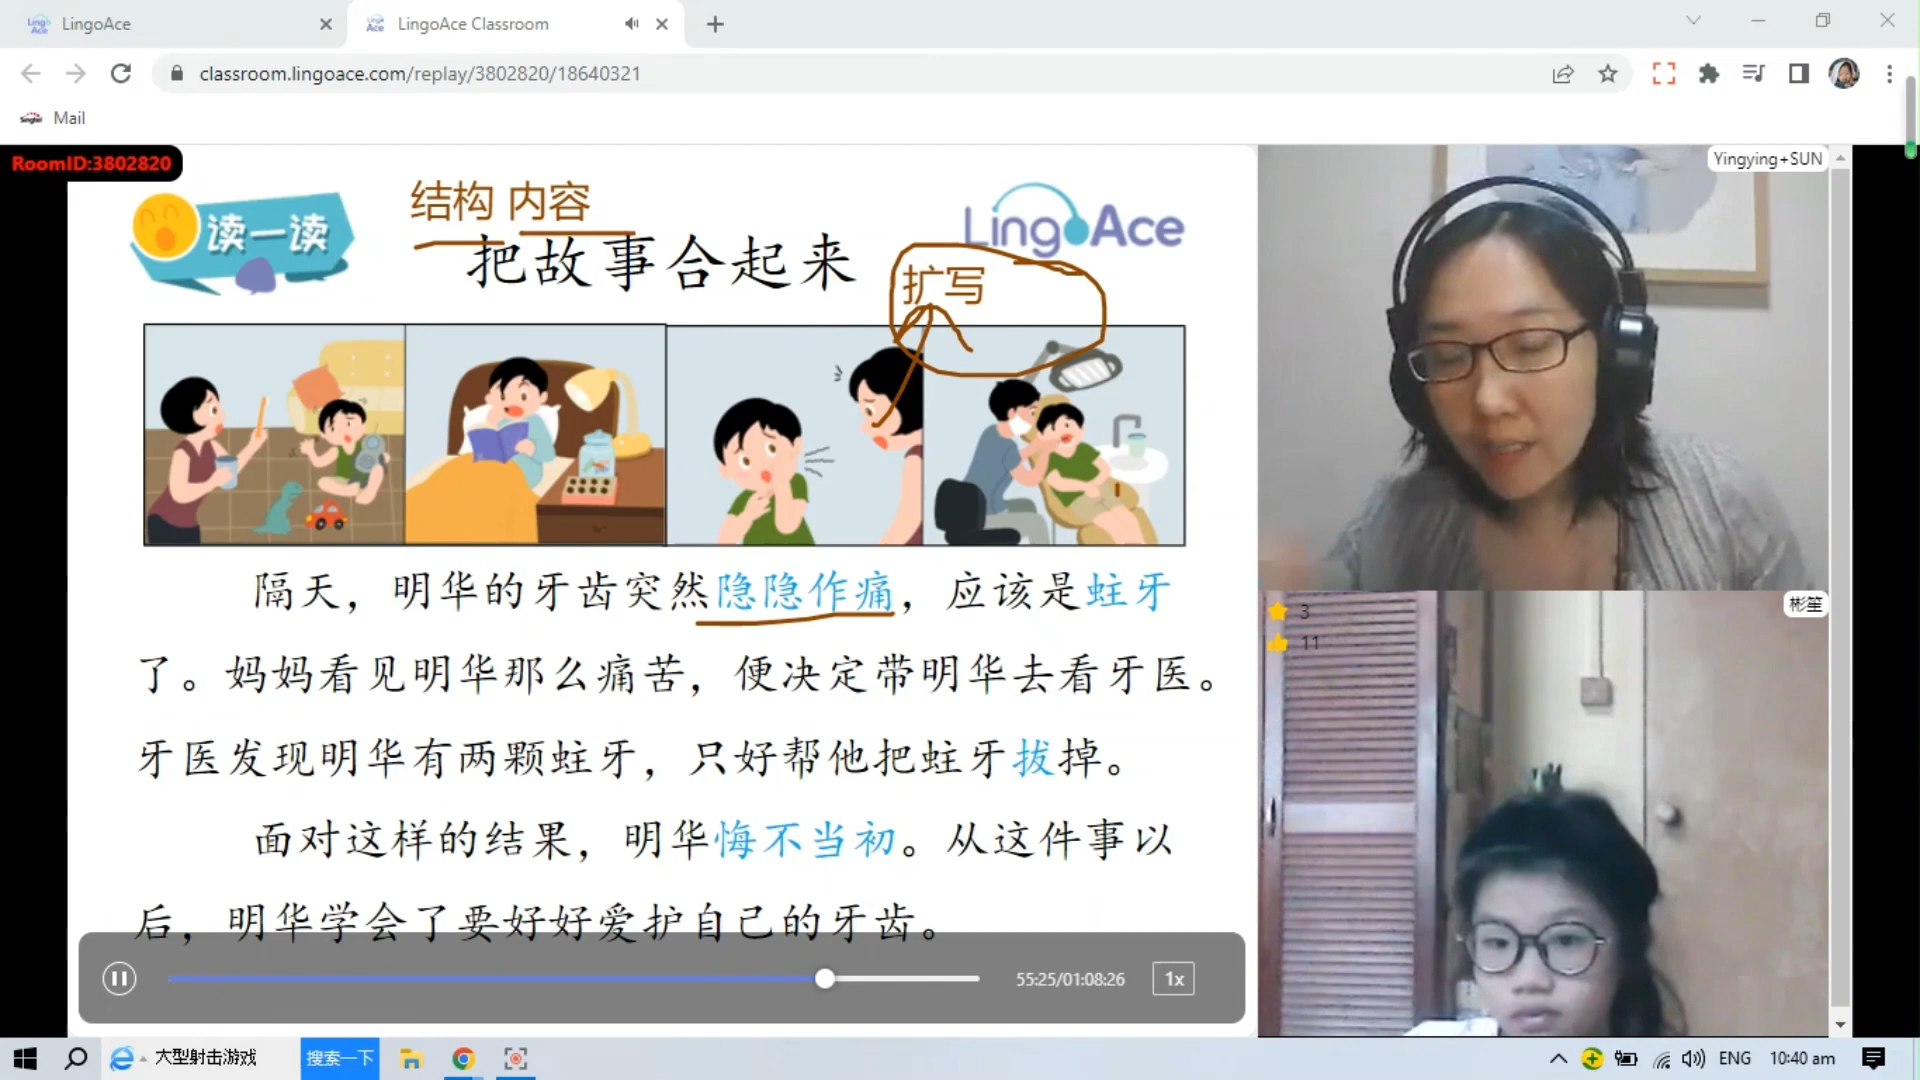 LingoAce
LingoAce Classroom
classroom.lingoace.com/replay/3802820/18640321
Singtel Mail
RoomID:3802820
读一读
结构 内容
LingoAce
把故事合起来
扩写
隔天，明华的牙齿突然隐隐作痛，应该是蛀牙
了。妈妈看见明华那么痛苦，便决定带明华去看牙医。
牙医发现明华有两颗蛀牙，只好帮他把蛀牙拔掉。
面对这样的结果，明华悔不当初。从这件事以
后，明华学会了要好好爱护自己的牙齿。
55:25/01:08:26
1x
Yingying+SUN
彬笙
3
11
大型射击游戏
搜索一下
ENG
10:40 am